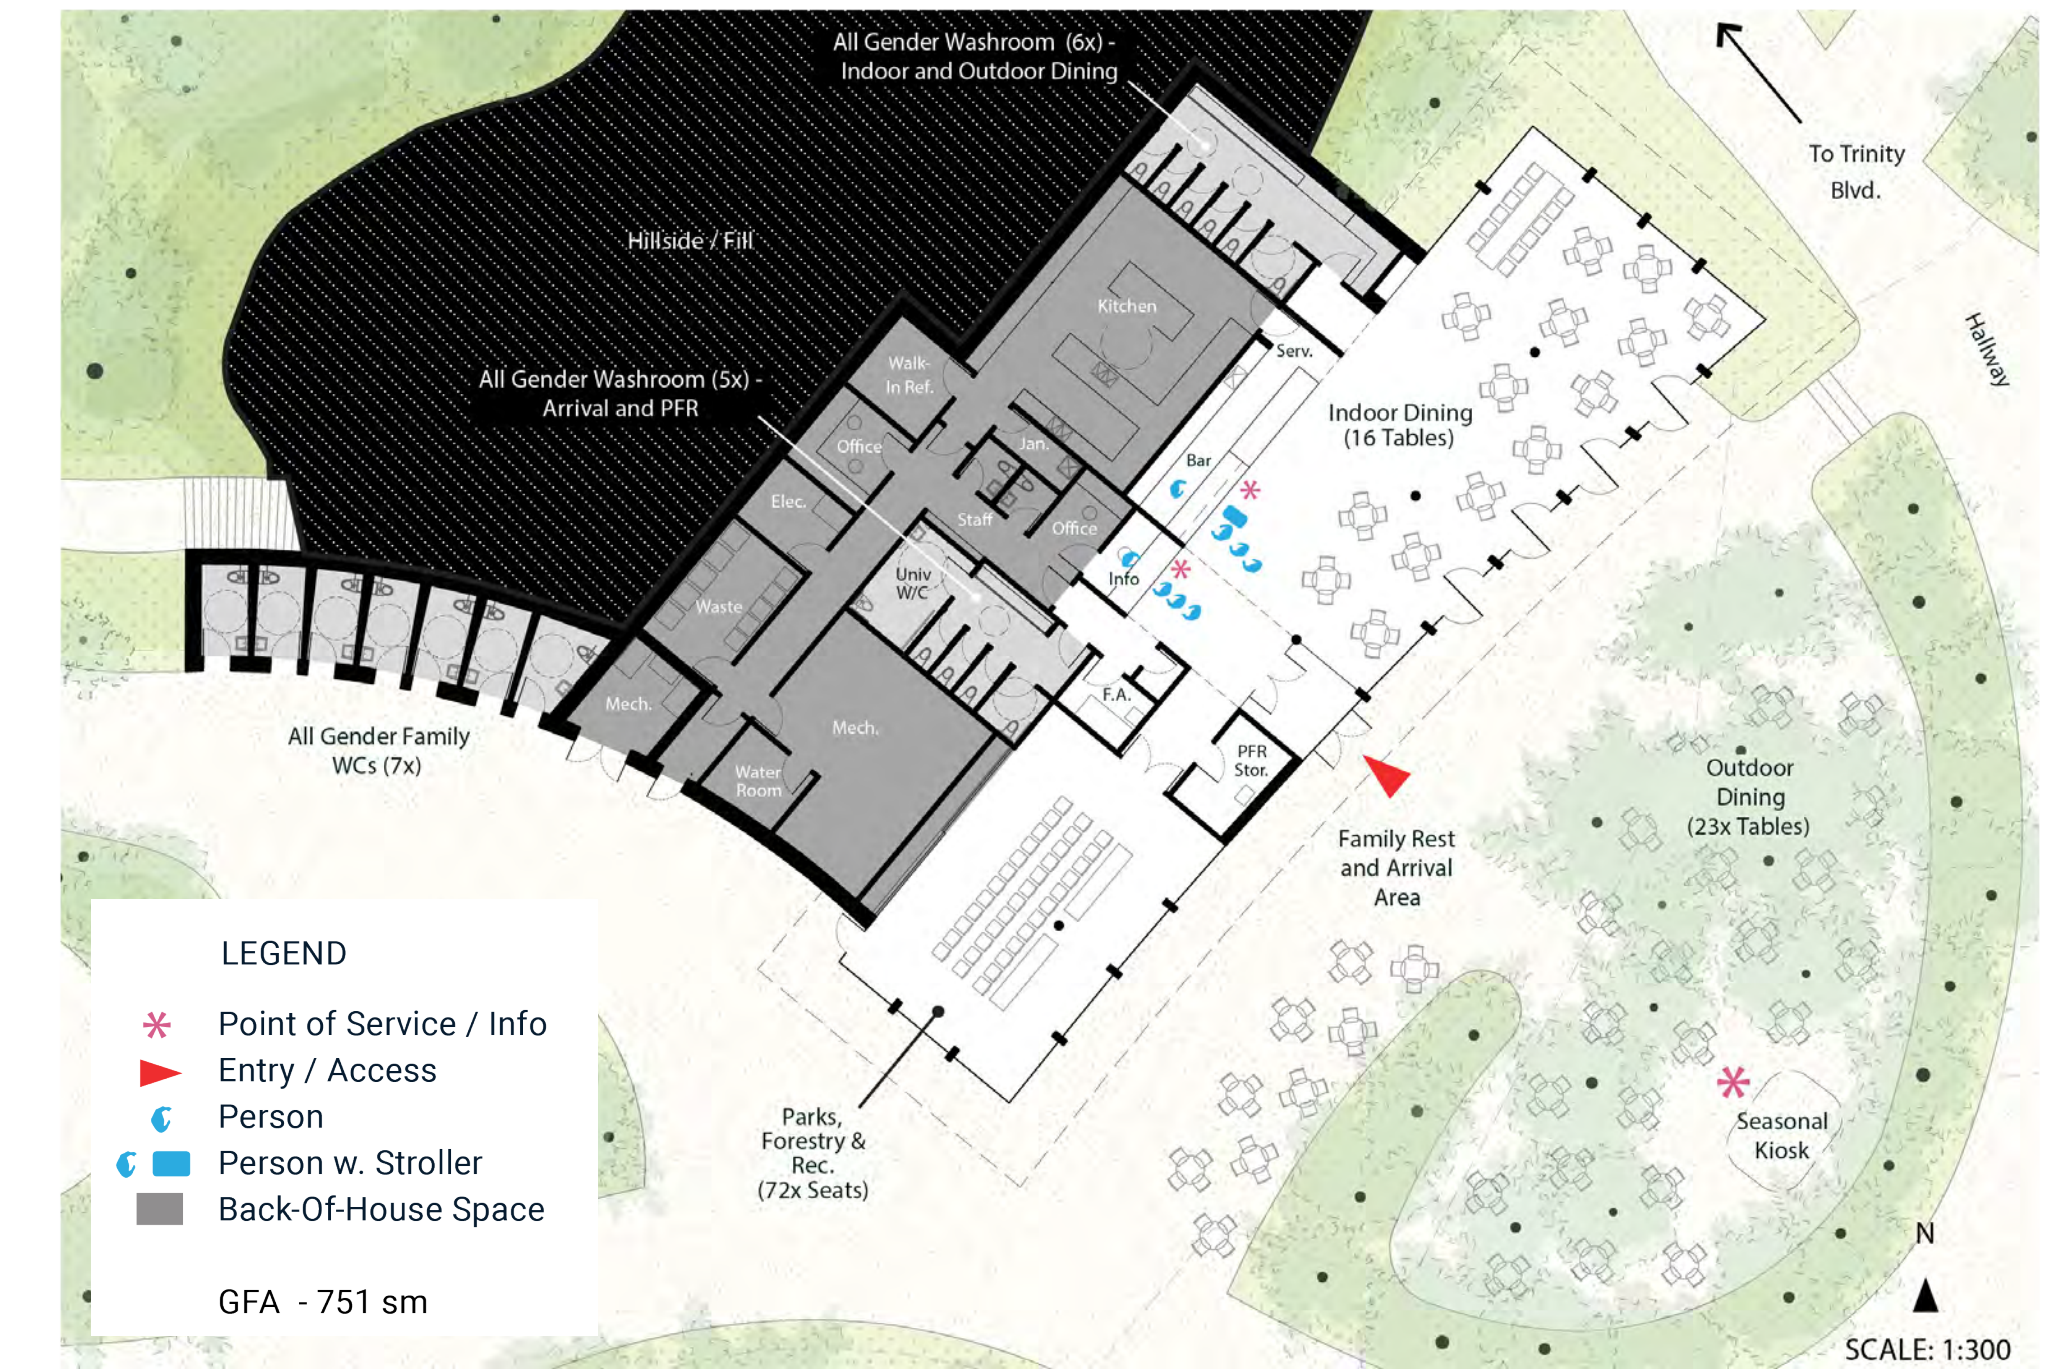 All Gender Washroom (6x) -
Indoor and Outdoor Dining
To Trinity
Blvd.
Hillside / Fill
Kitchen
Hallway
Serv.
Walk-
In Ref.
All Gender Washroom (5x) -
Arrival and PFR
Indoor Dining
(16 Tables)
Office
Jan.
Bar
Elec.
Staff
Office
Univ
W/C
Info
Waste
F.A.
Mech.
Mech.
All Gender Family
WCs (7x)
Water
Room
PFR
Stor.
Outdoor
Dining
(23x Tables)
Family Rest
and Arrival
Area
LEGEND
Point of Service / Info
Entry / Access
Person
Person w. Stroller
Back-Of-House Space
GFA - 751 sm
Parks,
Forestry &
Rec.
(72x Seats)
Seasonal
Kiosk
N
SCALE: 1:300